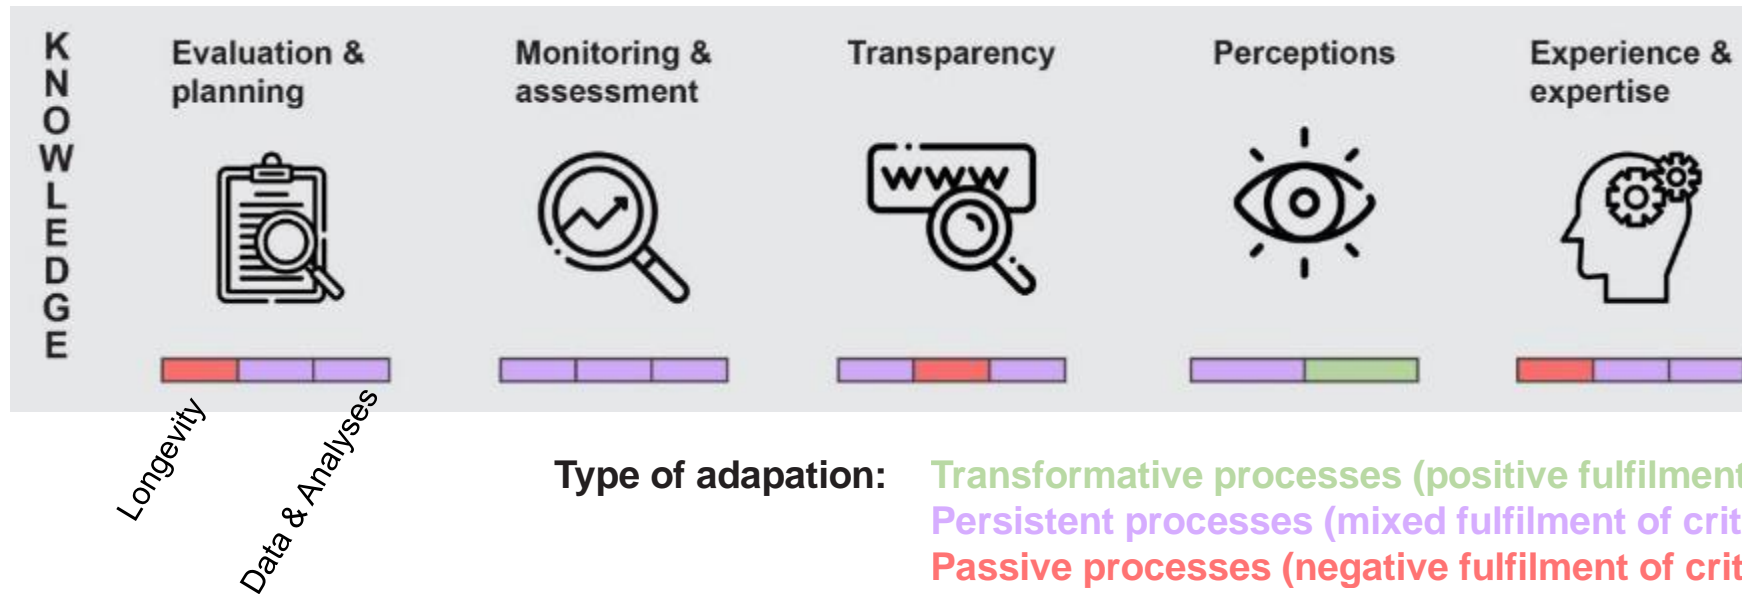 KNOWLEDGE
Evaluation &
planning
Monitoring &
assessment
Transparency
Perceptions
Experience &
expertise
www
Longevity
Data & Analyses
Type of adapation:
Transformative processes (positive fulfilment
Persistent processes (mixed fulfilment of crit
Passive processes (negative fulfilment of crit